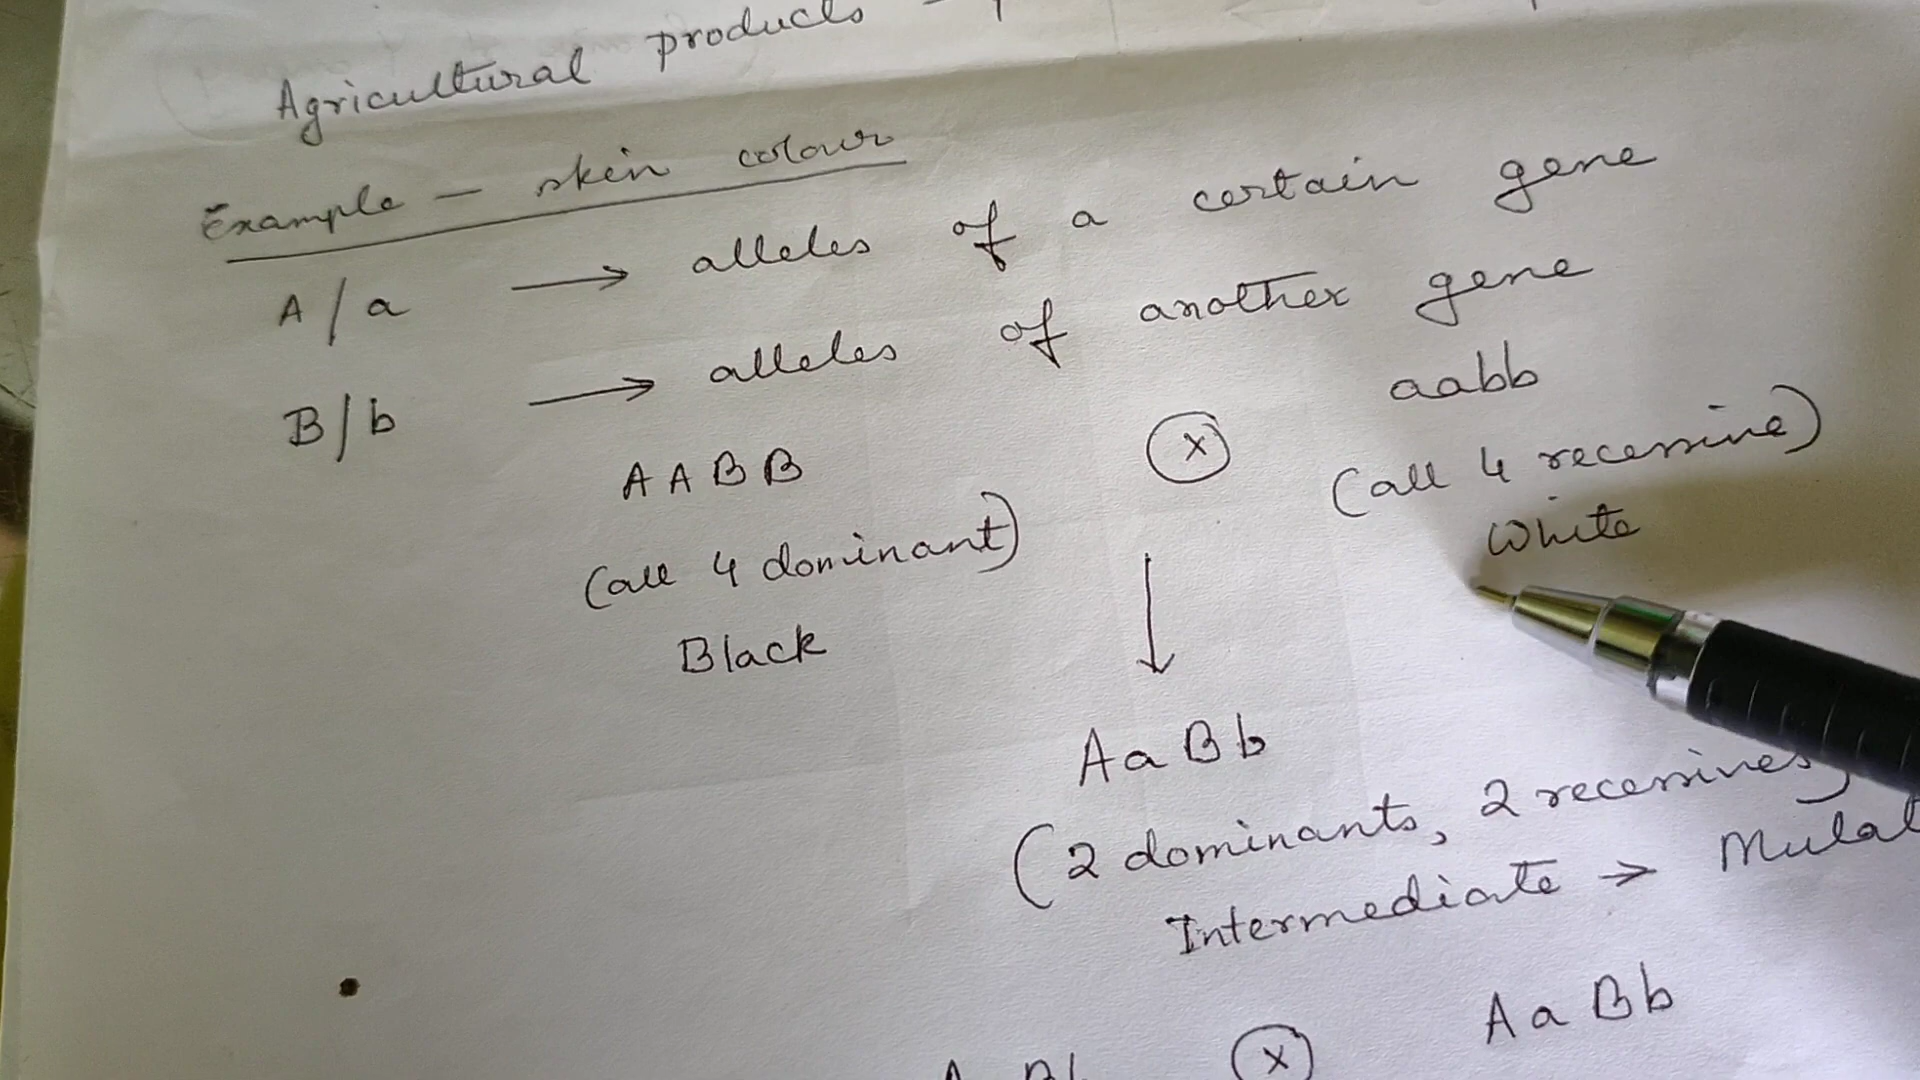 Agricultural products -
Example — skin colour
A/a → alleles of a certain gene
B/b → alleles of another gene
AABB ⓧ aabb
(all 4 dominant) (all 4 recessive)
Black White
↓
AaBb
(2 dominants, 2 recessives)
Intermediate → Mulat
ⓧ AaBb